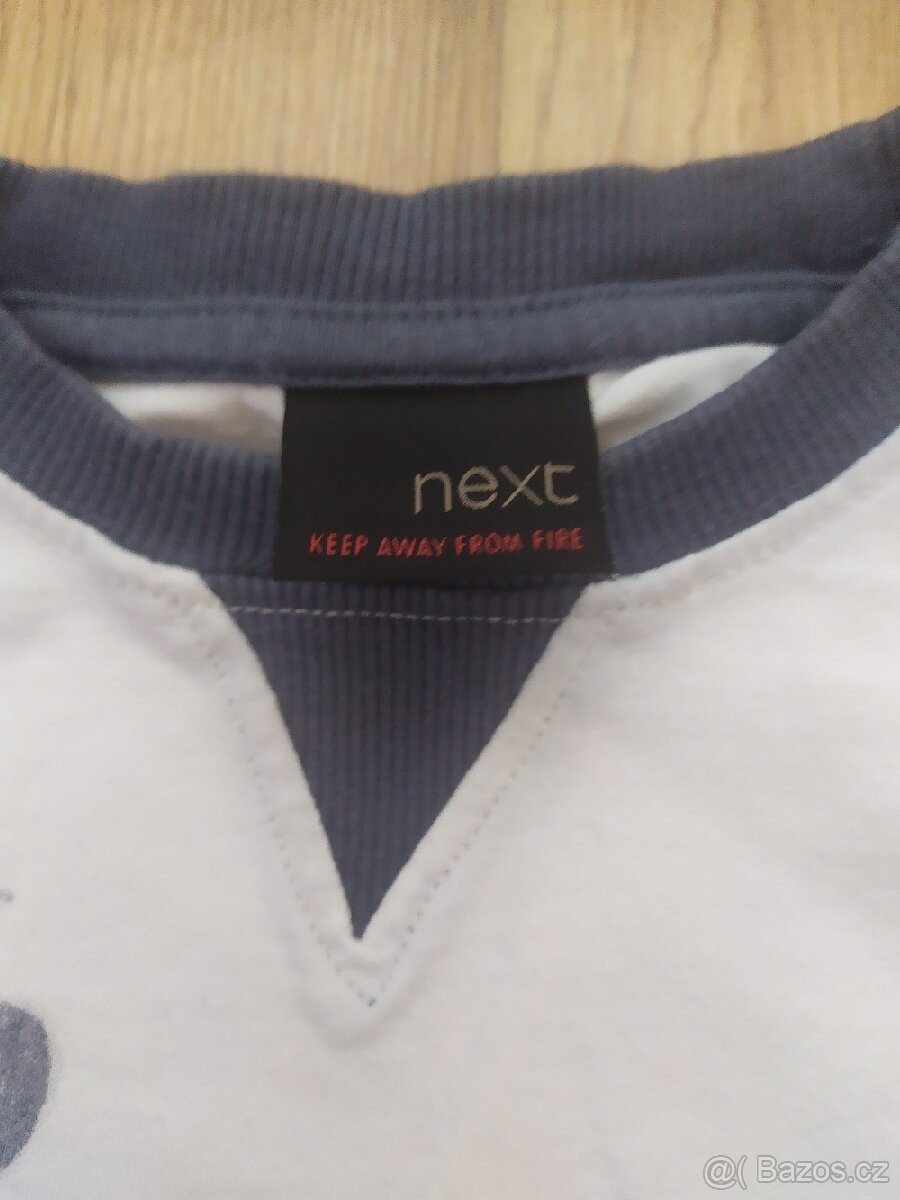 next
KEEP AWAY FROM FIRE
@( Bazos.cz